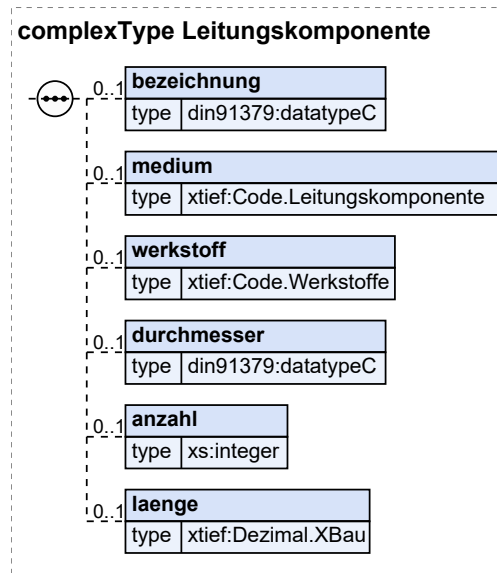 complexType Leitungskomponente
0..1 bezeichnung
type din91379:datatypeC
0..1 medium
type xtief:Code.Leitungskomponente
0..1 werkstoff
type xtief:Code.Werkstoffe
0..1 durchmesser
type din91379:datatypeC
0..1 anzahl
type xs:integer
0..1 laenge
type xtief:Dezimal.XBau